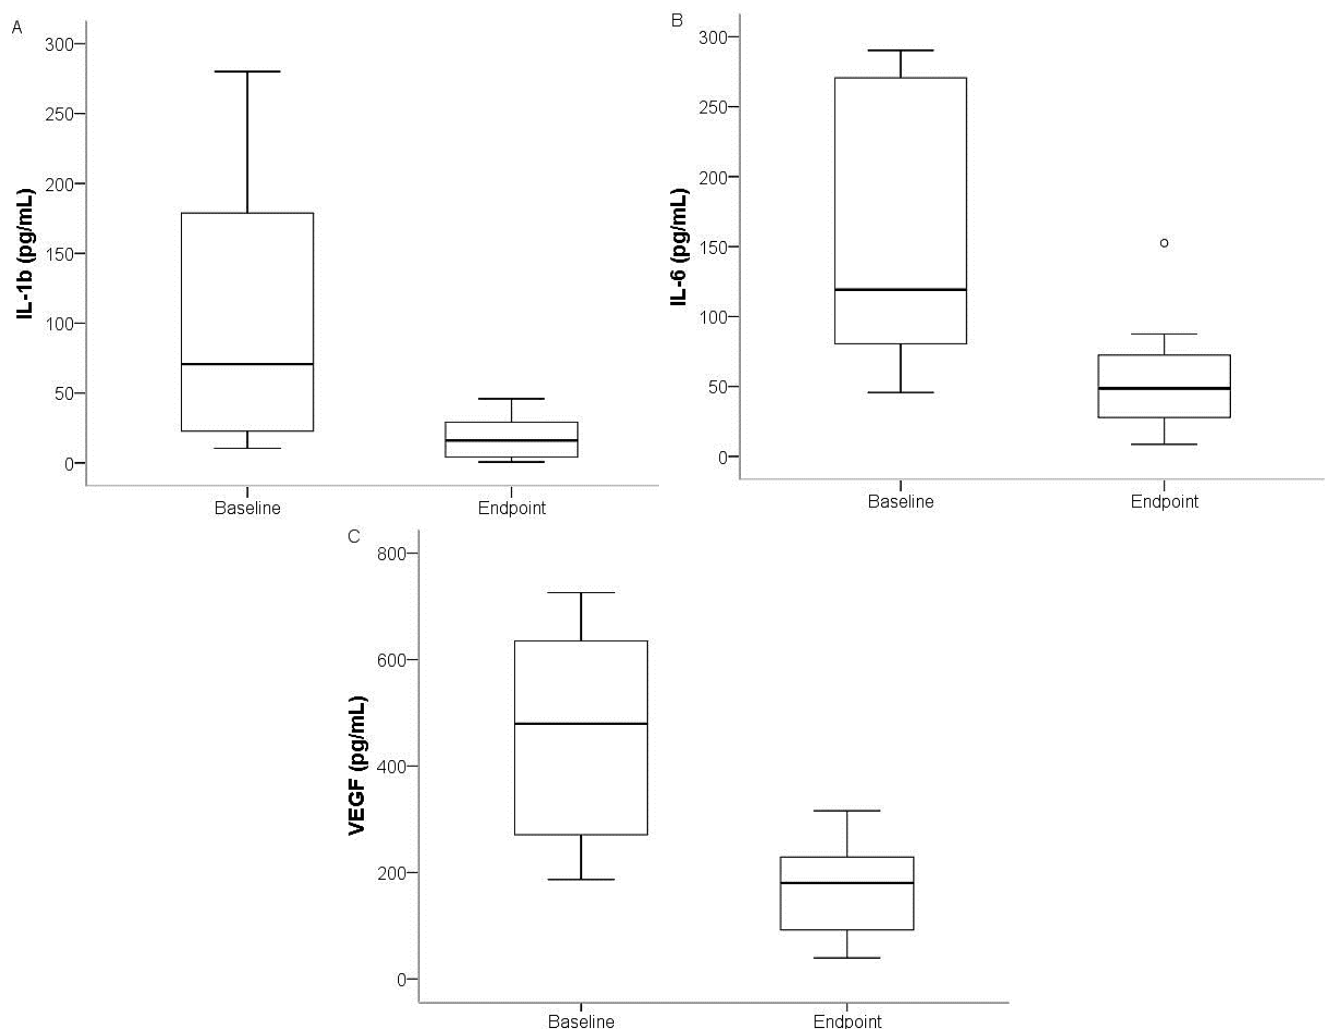 A
IL-1b (pg/mL)
300
250
200
150
100
50
0
Baseline Endpoint
B
IL-6 (pg/mL)
300
250
200
150
100
50
0
Baseline Endpoint
C
VEGF (pg/mL)
800
600
400
200
0
Baseline Endpoint